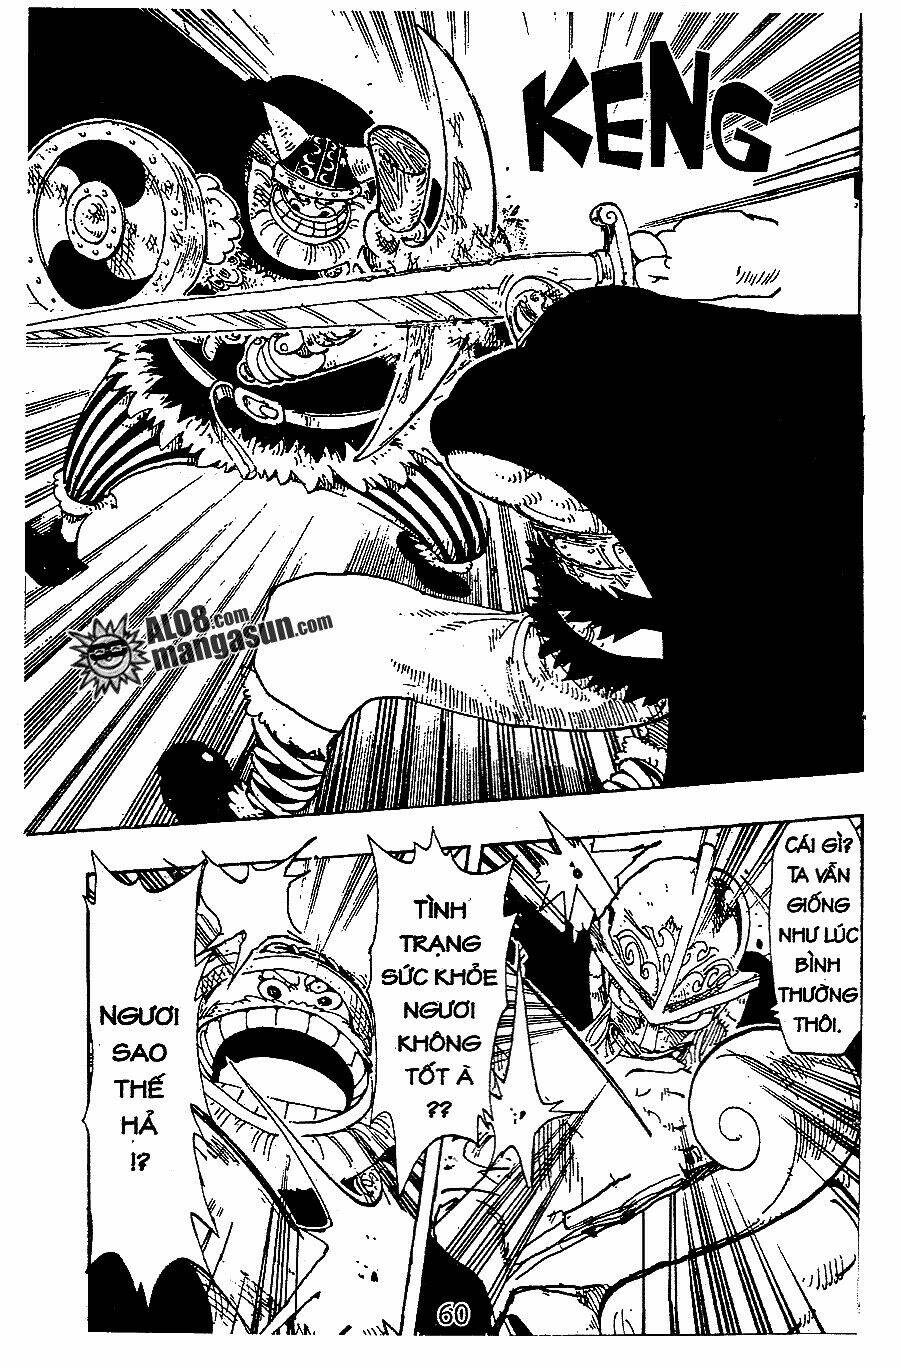 KENG
AL08.com
mangasun.com
CÁI GÌ?
TA VẪN
GIỐNG
NHƯ LÚC
BÌNH
THƯỜNG
THÔI.
TÌNH
TRẠNG
SỨC KHỎE
NGƯƠI
KHÔNG
TỐT À
??
NGƯƠI
SAO
THẾ
HẢ
!?
60